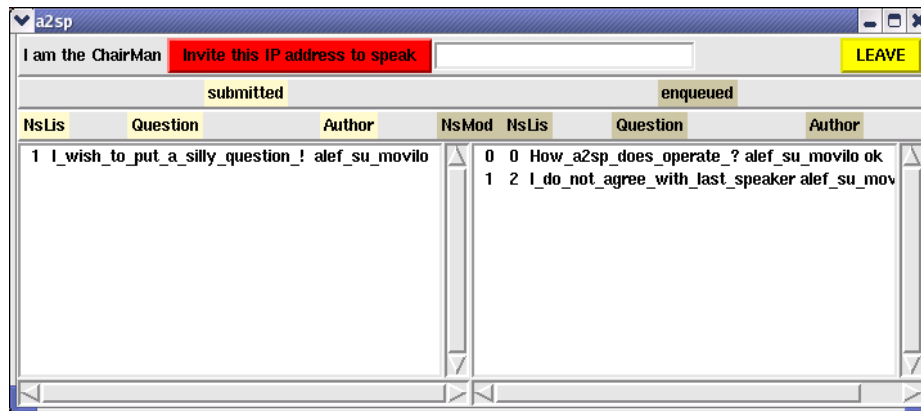 a2sp
I am the ChairMan Invite this IP address to speak LEAVE
submitted enqueued
NsLis Question Author NsMod NsLis Question Author
1 I_wish_to_put_a_silly_question_! alef_su_movilo
0 0 How_a2sp_does_operate_? alef_su_movilo ok
1 2 I_do_not_agree_with_last_speaker alef_su_mov